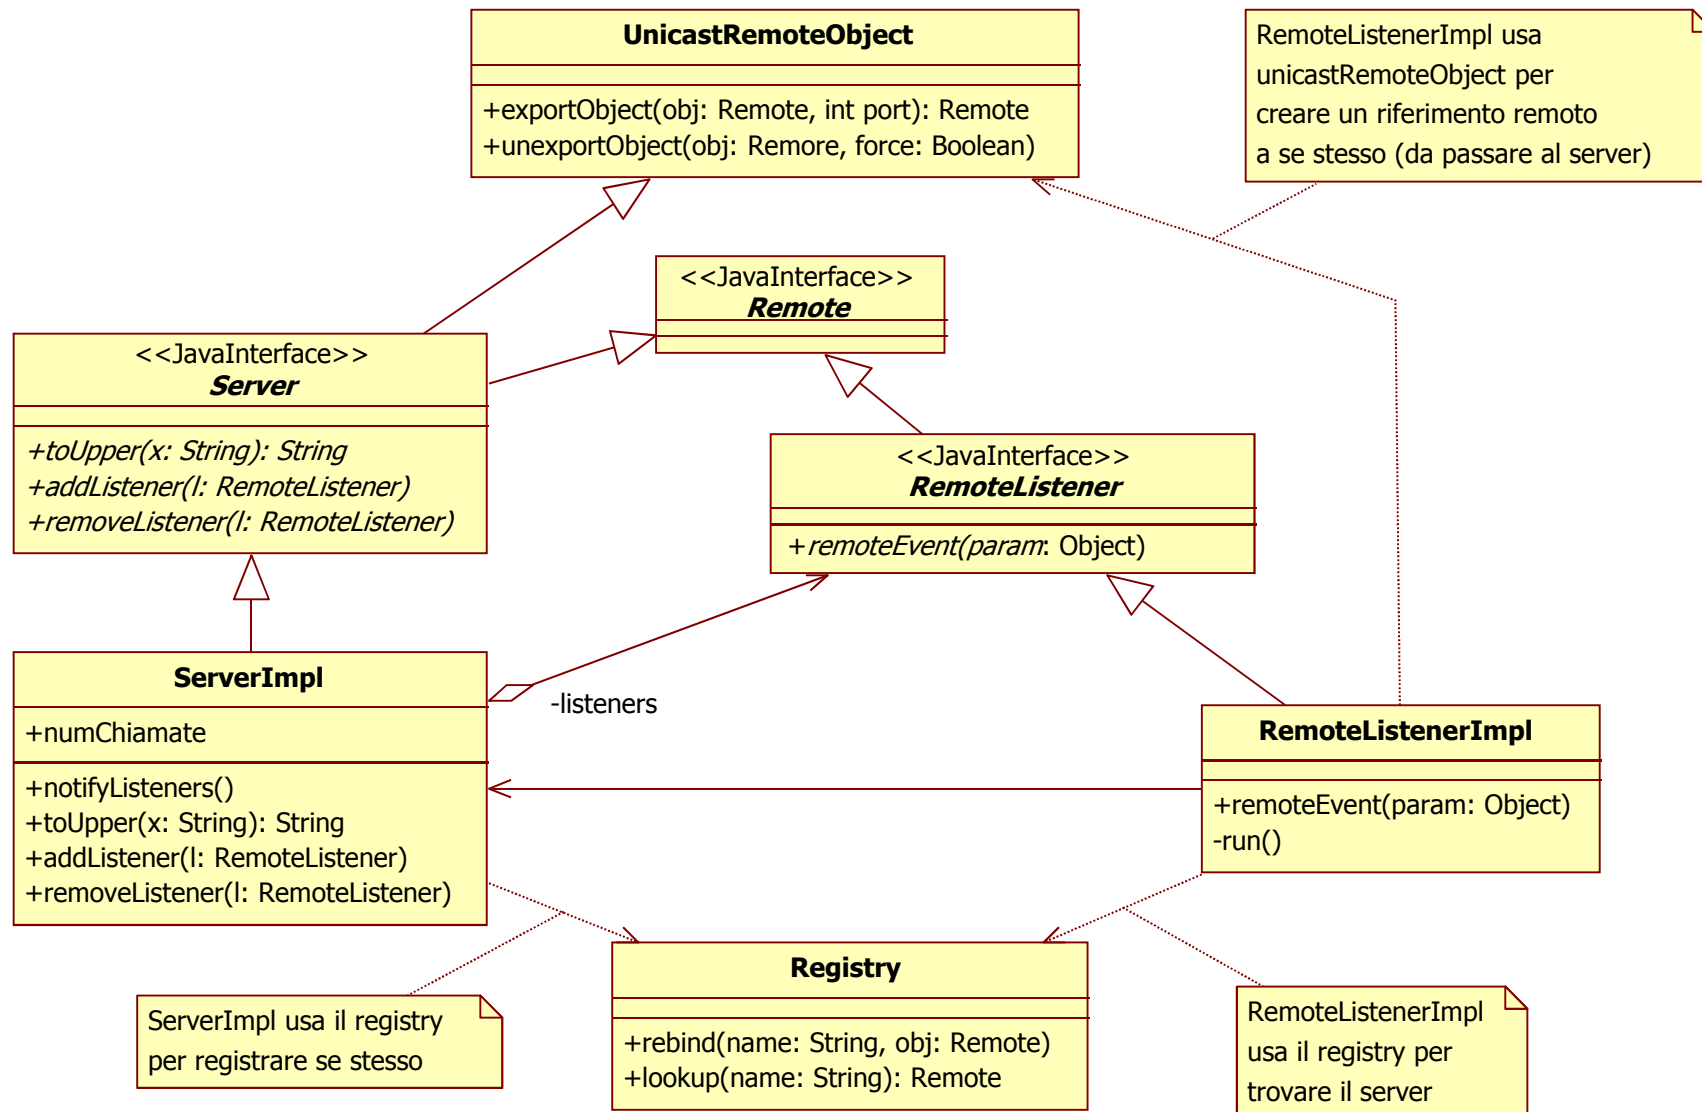 UnicastRemoteObject
+exportObject(obj: Remote, int port): Remote
+unexportObject(obj: Remore, force: Boolean)
RemoteListenerImpl usa
unicastRemoteObject per
creare un riferimento remoto
a se stesso (da passare al server)
<<JavaInterface>>
Remote
<<JavaInterface>>
Server
+toUpper(x: String): String
+addListener(l: RemoteListener)
+removeListener(l: RemoteListener)
<<JavaInterface>>
RemoteListener
+remoteEvent(param: Object)
ServerImpl
+numChiamate
+notifyListeners()
+toUpper(x: String): String
+addListener(l: RemoteListener)
+removeListener(l: RemoteListener)
-listeners
RemoteListenerImpl
+remoteEvent(param: Object)
-run()
Registry
+rebind(name: String, obj: Remote)
+lookup(name: String): Remote
ServerImpl usa il registry
per registrare se stesso
RemoteListenerImpl
usa il registry per
trovare il server